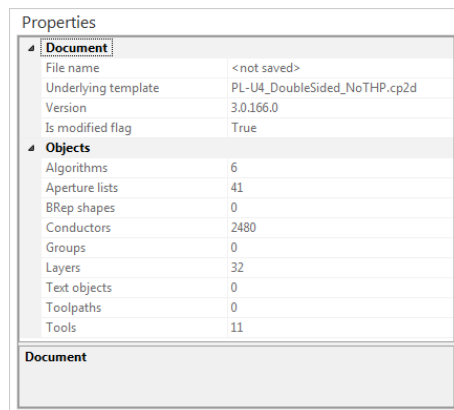 Properties
Document
File name <not saved>
Underlying template PL-U4_DoubleSided_NoTHP.cp2d
Version 3.0.166.0
Is modified flag True
Objects
Algorithms 6
Aperture lists 41
BRep shapes 0
Conductors 2480
Groups 0
Layers 32
Text objects 0
Toolpaths 0
Tools 11
Document